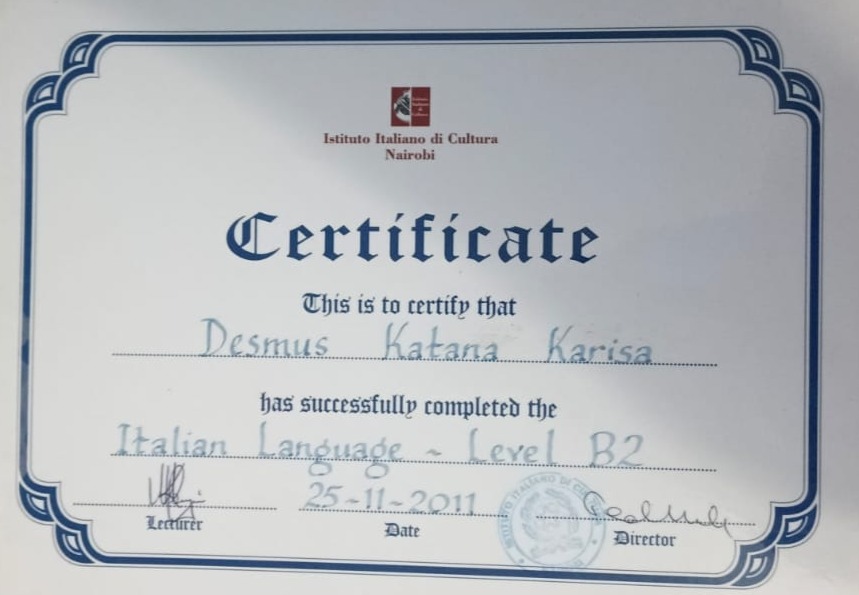 Istituto Italiano di Cultura
Nairobi
Certificate
This is to certify that
Desmus Katana Karisa
has successfully completed the
Italian Language ~ Level B2
25-11-2011
Lecturer
Date
Director